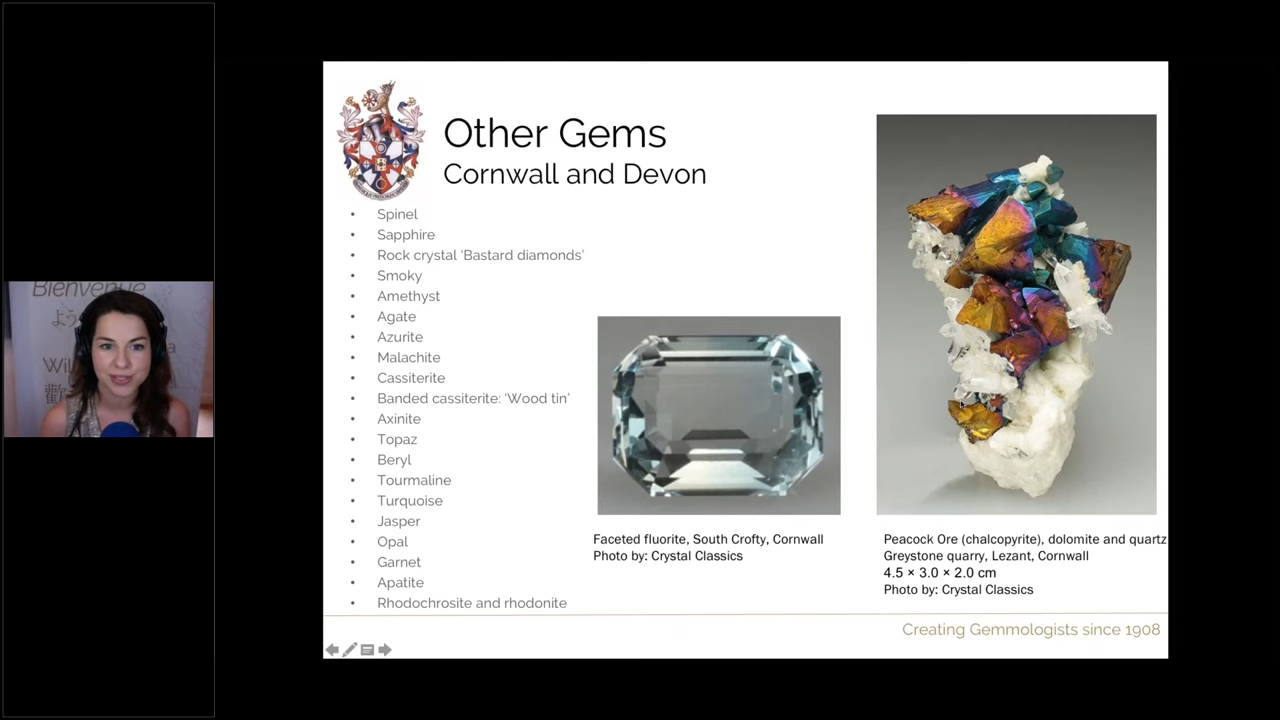 Bienvenue
Other Gems
Cornwall and Devon
• Spinel
• Sapphire
• Rock crystal ‘Bastard diamonds’
• Smoky
• Amethyst
• Agate
• Azurite
• Malachite
• Cassiterite
• Banded cassiterite: ‘Wood tin’
• Axinite
• Topaz
• Beryl
• Tourmaline
• Turquoise
• Jasper
• Opal
• Garnet
• Apatite
• Rhodochrosite and rhodonite
Faceted fluorite, South Crofty, Cornwall
Photo by: Crystal Classics
Peacock Ore (chalcopyrite), dolomite and quartz
Greystone quarry, Lezant, Cornwall
4.5 × 3.0 × 2.0 cm
Photo by: Crystal Classics
Creating Gemmologists since 1908